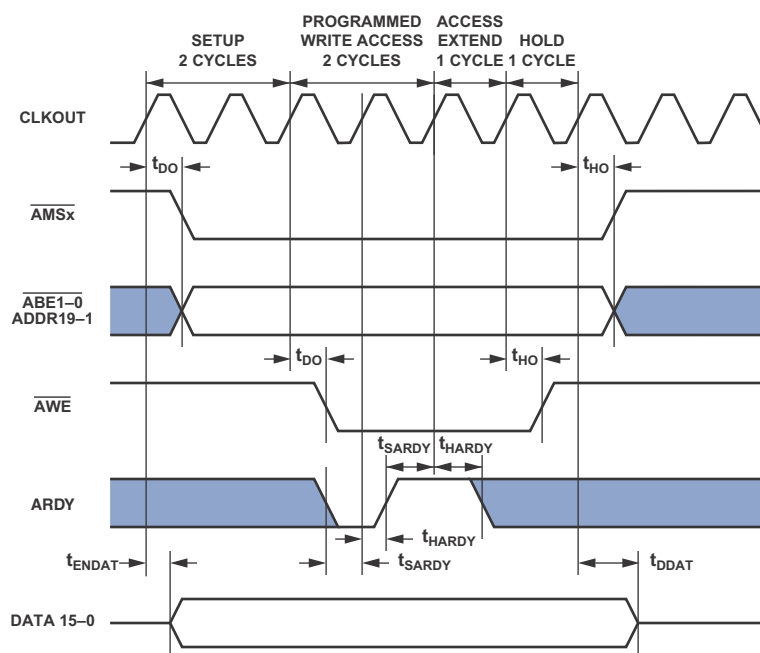 SETUP
2 CYCLES
PROGRAMMED
WRITE ACCESS
2 CYCLES
ACCESS
EXTEND
1 CYCLE
HOLD
1 CYCLE
CLKOUT
tDO
tHO
AMSx
ABE1–0
ADDR19–1
tDO
tHO
AWE
tSARDY
tHARDY
ARDY
tHARDY
tENDAT
tSARDY
tDDAT
DATA 15–0